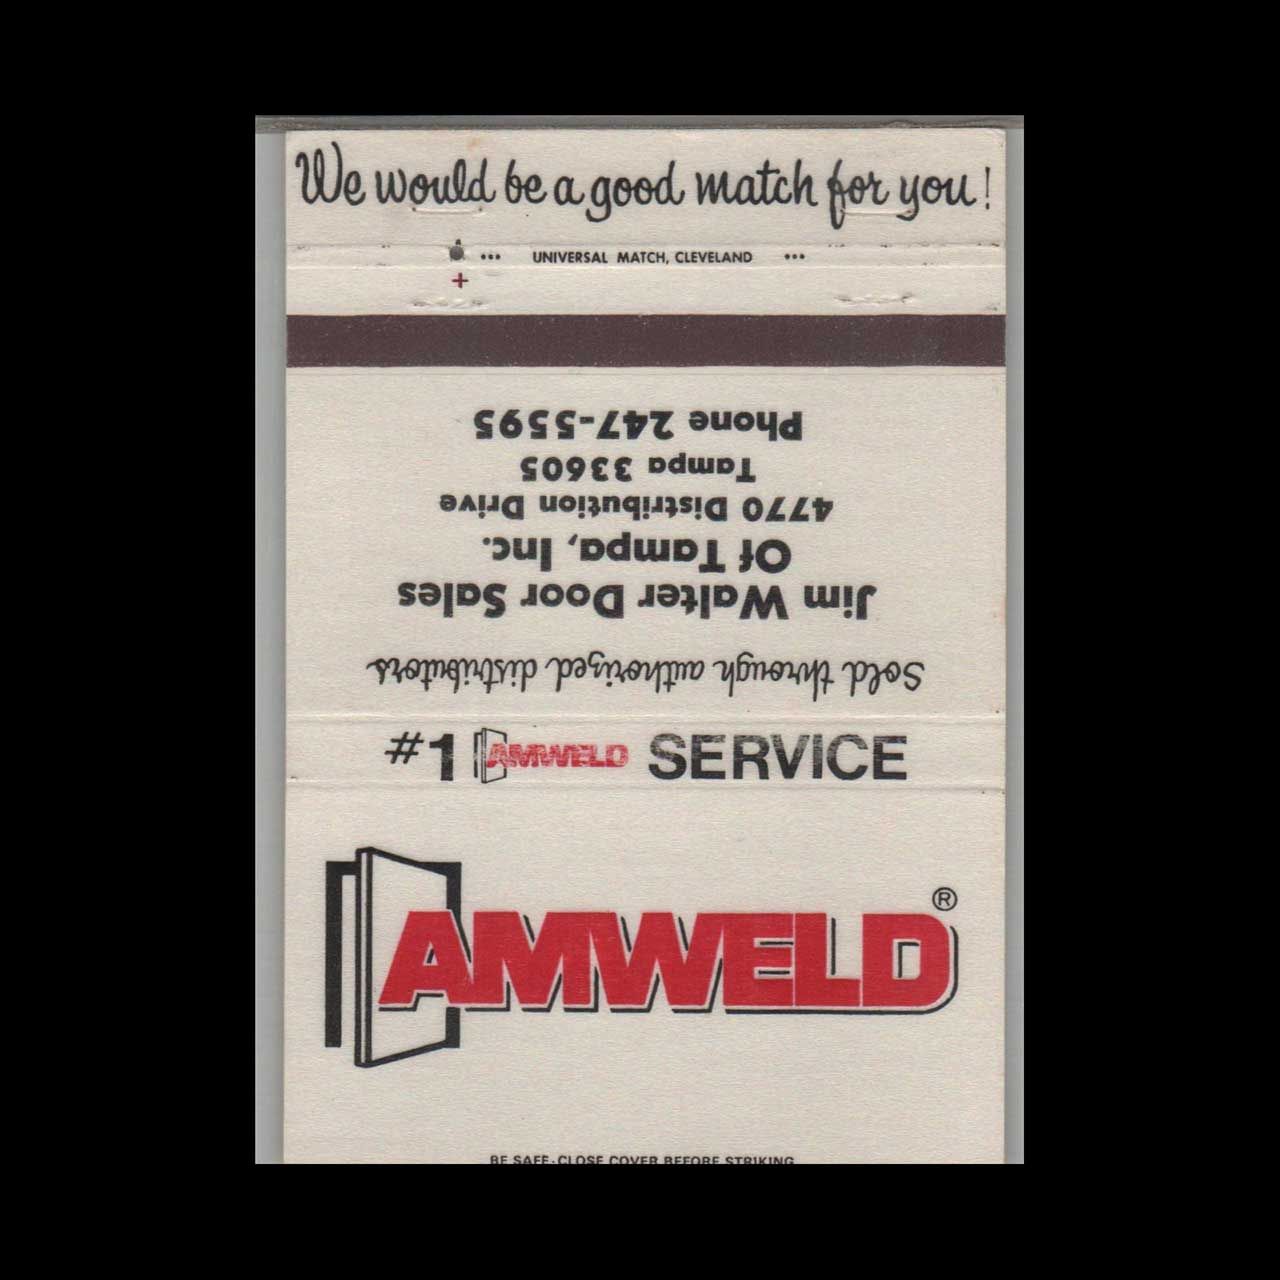 We would be a good match for you!
••• UNIVERSAL MATCH, CLEVELAND •••
Sold through authorized distributors
Jim Walter Door Sales
Of Tampa, Inc.
4770 Distribution Drive
Tampa 33605
Phone 247-5595
#1 AMWELD SERVICE
AMWELD®
BE SAFE-CLOSE COVER BEFORE STRIKING